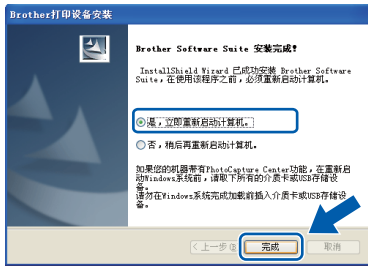 Brother打印设备安装
Brother Software Suite 安装完成!
InstallShield Wizard 已成功安装 Brother Software
Suite,在使用该程序之前,必须重新启动计算机。
是,立即重新启动计算机。
否,稍后再重新启动计算机。
如果您的机器带有PhotoCapture Center功能,在重新启
动Windows系统前,请取下所有的介质卡或USB存储设
备。
请勿在Windows系统完成加载前插入介质卡或USB存储设
备。
<上一步(B) 完成 取消